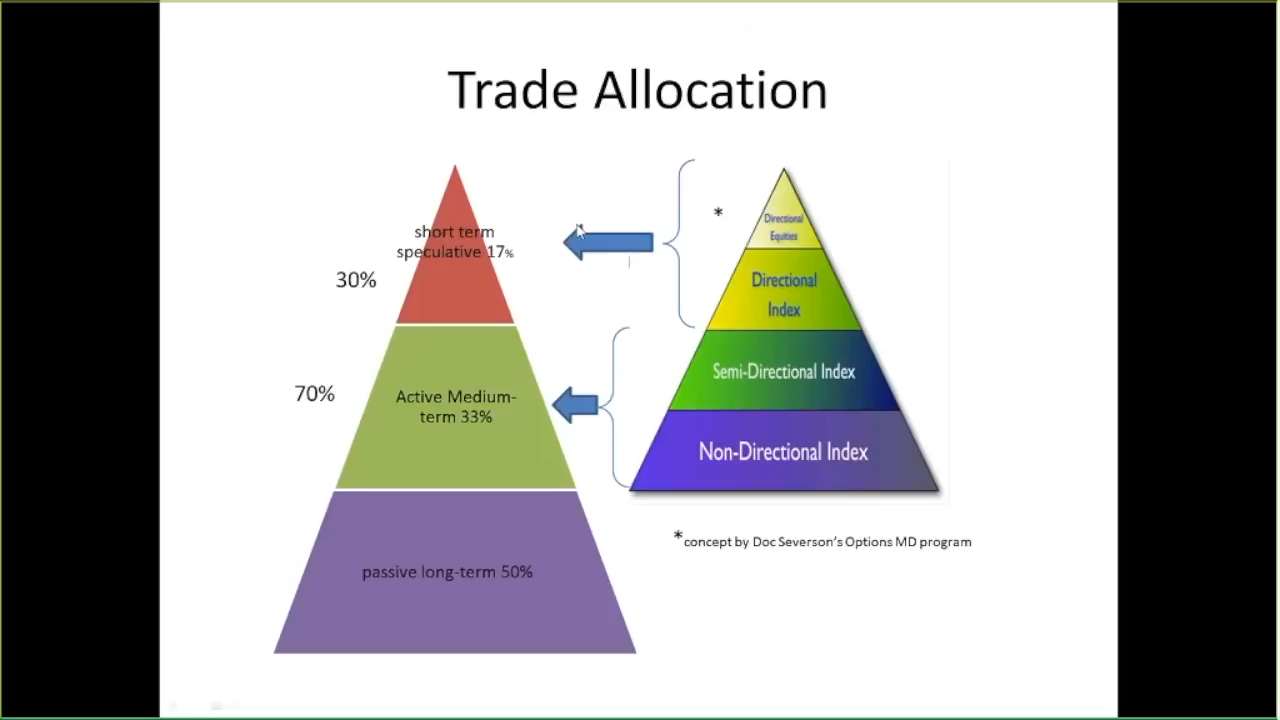 Trade Allocation
short term
speculative 17%
30%
70%
Active Medium-
term 33%
passive long-term 50%
*
Directional
Equities
Directional
Index
Semi-Directional Index
Non-Directional Index
*concept by Doc Severson's Options MD program